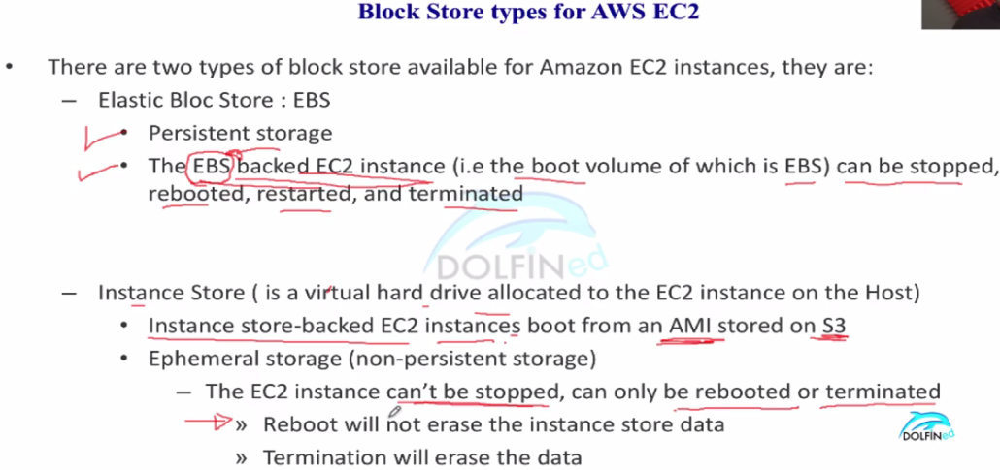 Block Store types for AWS EC2
• There are two types of block store available for Amazon EC2 instances, they are:
– Elastic Bloc Store : EBS
• Persistent storage
• The EBS backed EC2 instance (i.e the boot volume of which is EBS) can be stopped,
rebooted, restarted, and terminated
DOLFINed
– Instance Store ( is a virtual hard drive allocated to the EC2 instance on the Host)
• Instance store-backed EC2 instances boot from an AMI stored on S3
• Ephemeral storage (non-persistent storage)
– The EC2 instance can’t be stopped, can only be rebooted or terminated
» Reboot will not erase the instance store data
DOLFINed
» Termination will erase the data